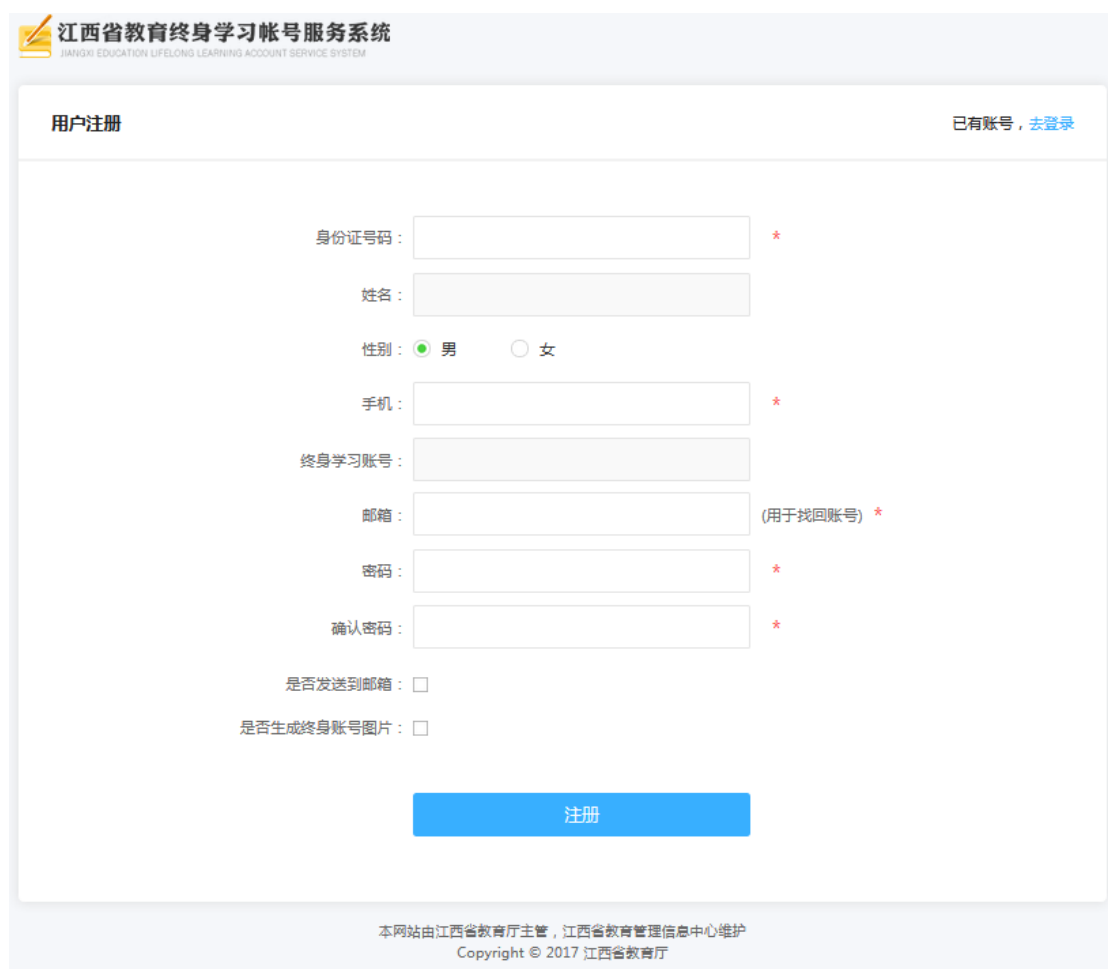 江西省教育终身学习帐号服务系统
JIANGXI EDUCATION LIFELONG LEARNING ACCOUNT SERVICE SYSTEM
用户注册
已有账号，去登录
身份证号码： *
姓名：
性别： 男 女
手机： *
终身学习账号：
邮箱： (用于找回账号) *
密码： *
确认密码： *
是否发送到邮箱：
是否生成终身账号图片：
注册
本网站由江西省教育厅主管，江西省教育管理信息中心维护
Copyright © 2017 江西省教育厅